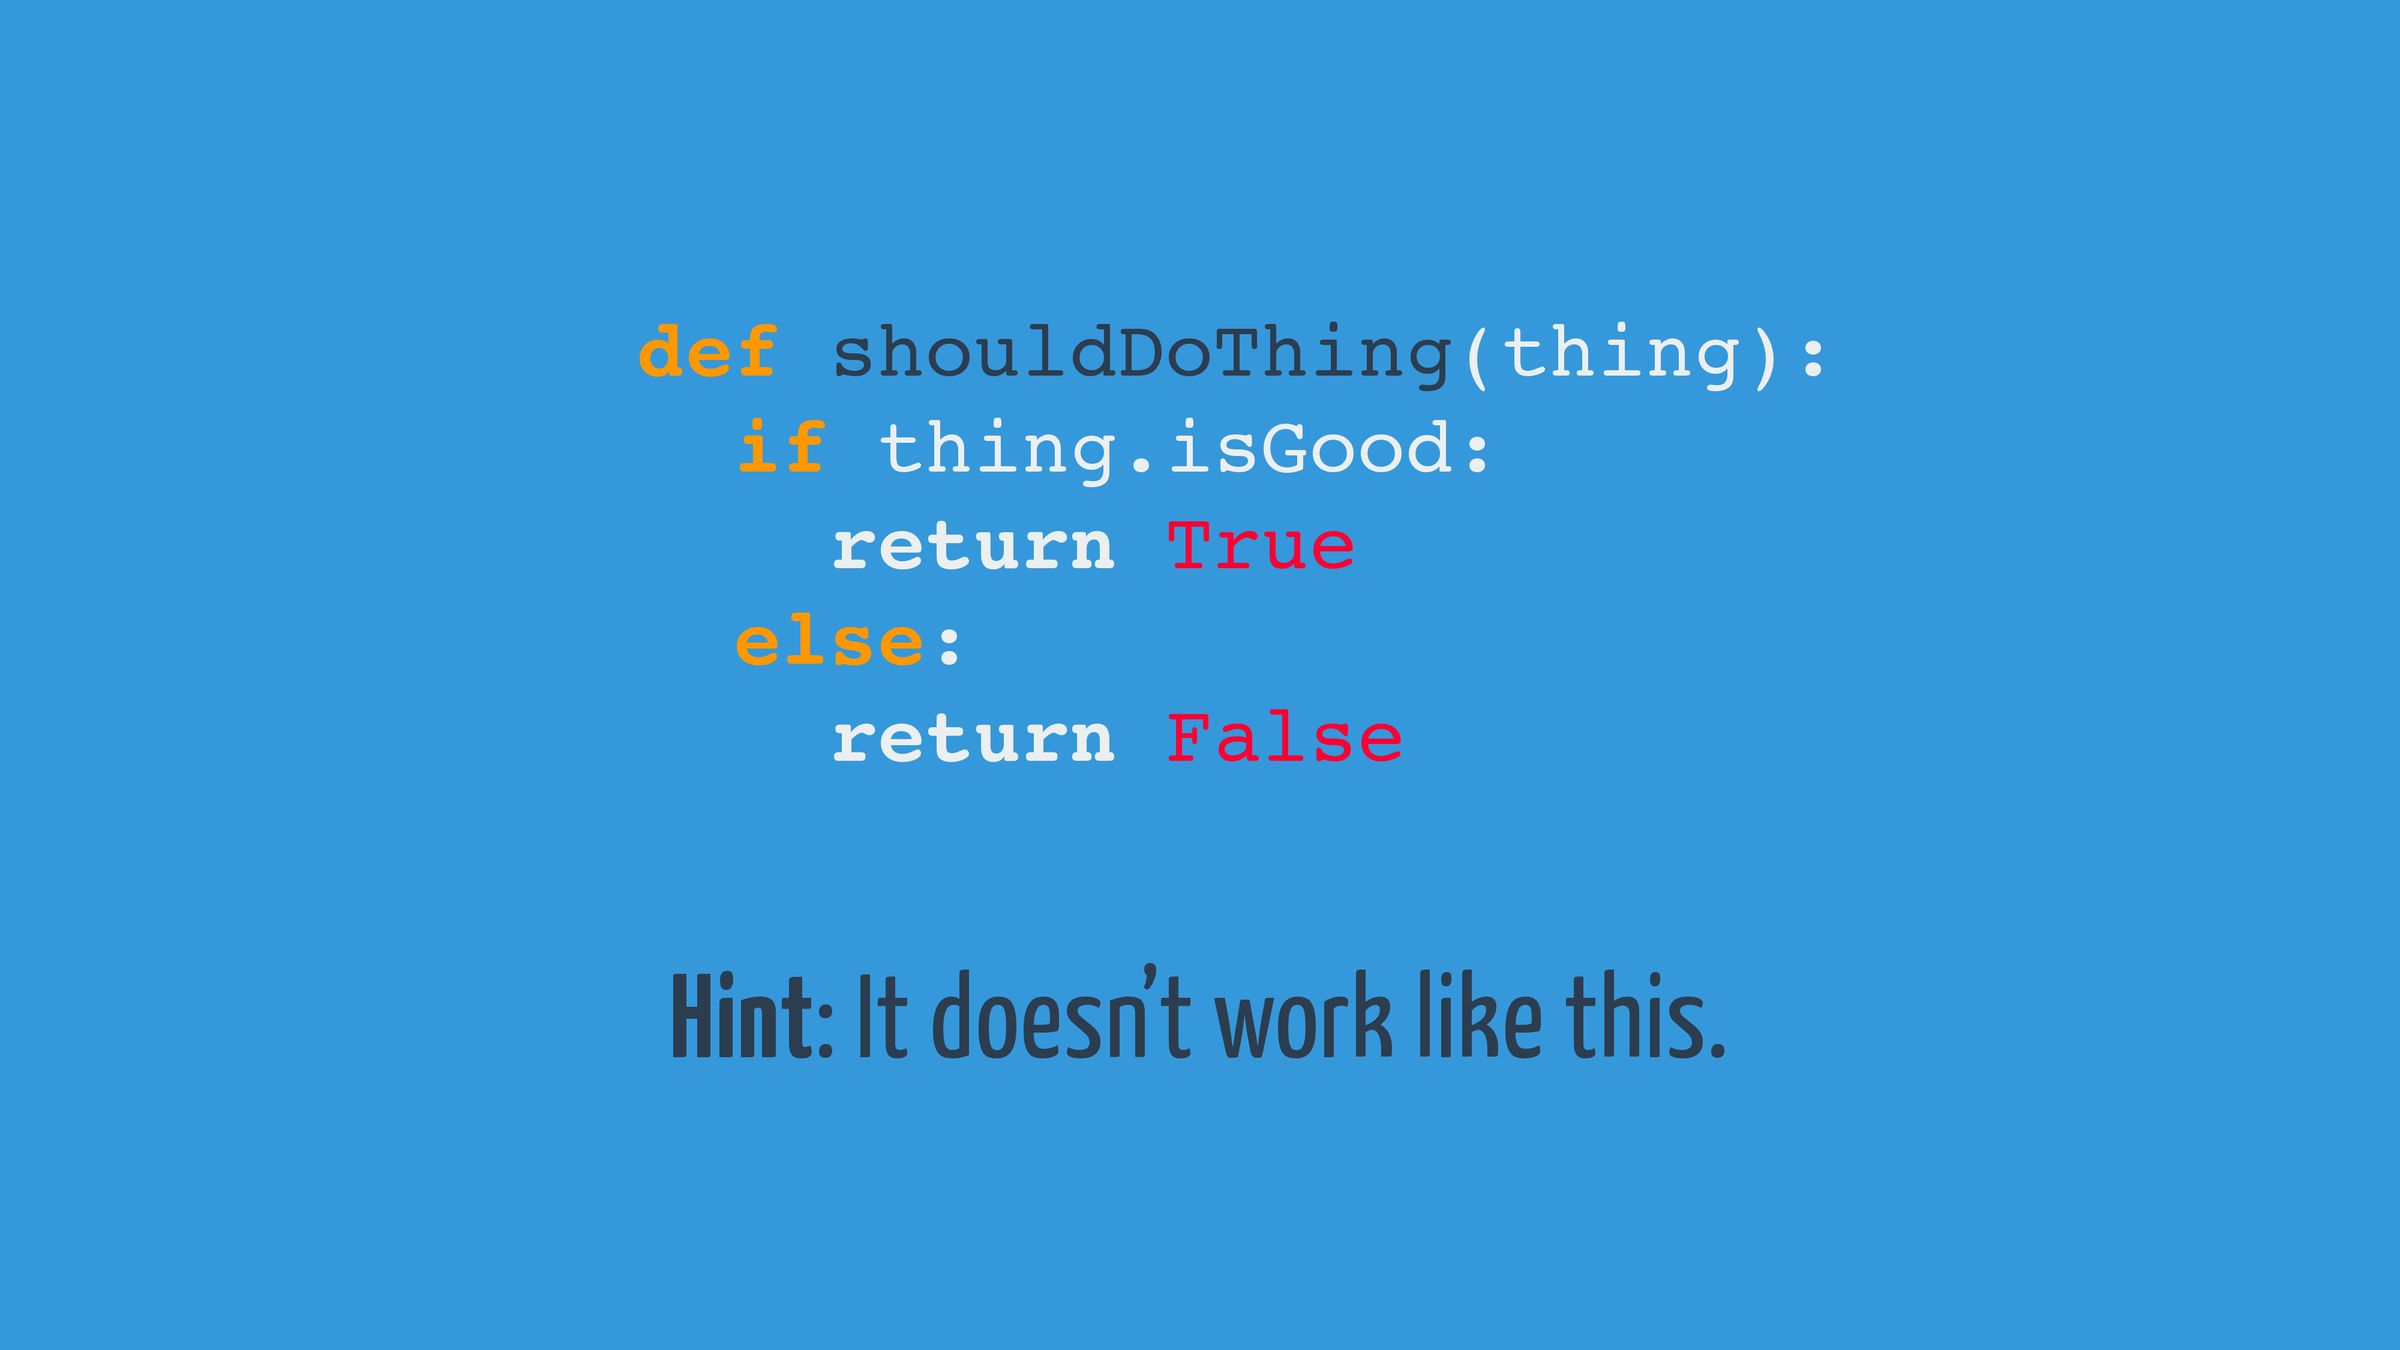 def shouldDoThing(thing):
  if thing.isGood:
    return True
  else:
    return False
Hint: It doesn’t work like this.